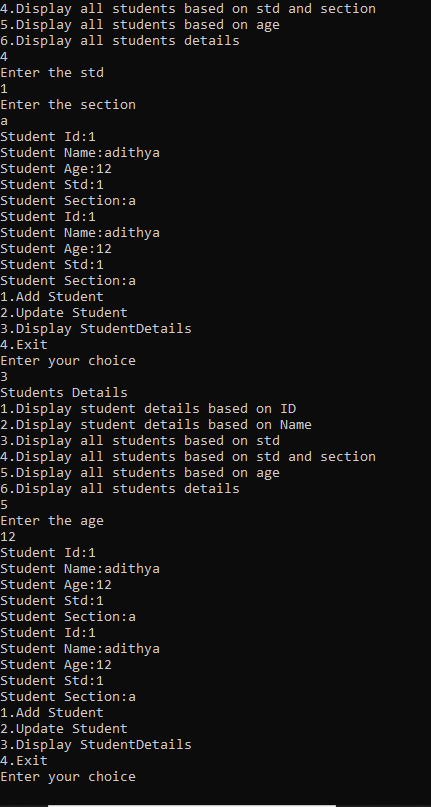 4.Display all students based on std and section
5.Display all students based on age
6.Display all students details
4
Enter the std
1
Enter the section
a
Student Id:1
Student Name:adithya
Student Age:12
Student Std:1
Student Section:a
Student Id:1
Student Name:adithya
Student Age:12
Student Std:1
Student Section:a
1.Add Student
2.Update Student
3.Display StudentDetails
4.Exit
Enter your choice
3
Students Details
1.Display student details based on ID
2.Display student details based on Name
3.Display all students based on std
4.Display all students based on std and section
5.Display all students based on age
6.Display all students details
5
Enter the age
12
Student Id:1
Student Name:adithya
Student Age:12
Student Std:1
Student Section:a
Student Id:1
Student Name:adithya
Student Age:12
Student Std:1
Student Section:a
1.Add Student
2.Update Student
3.Display StudentDetails
4.Exit
Enter your choice